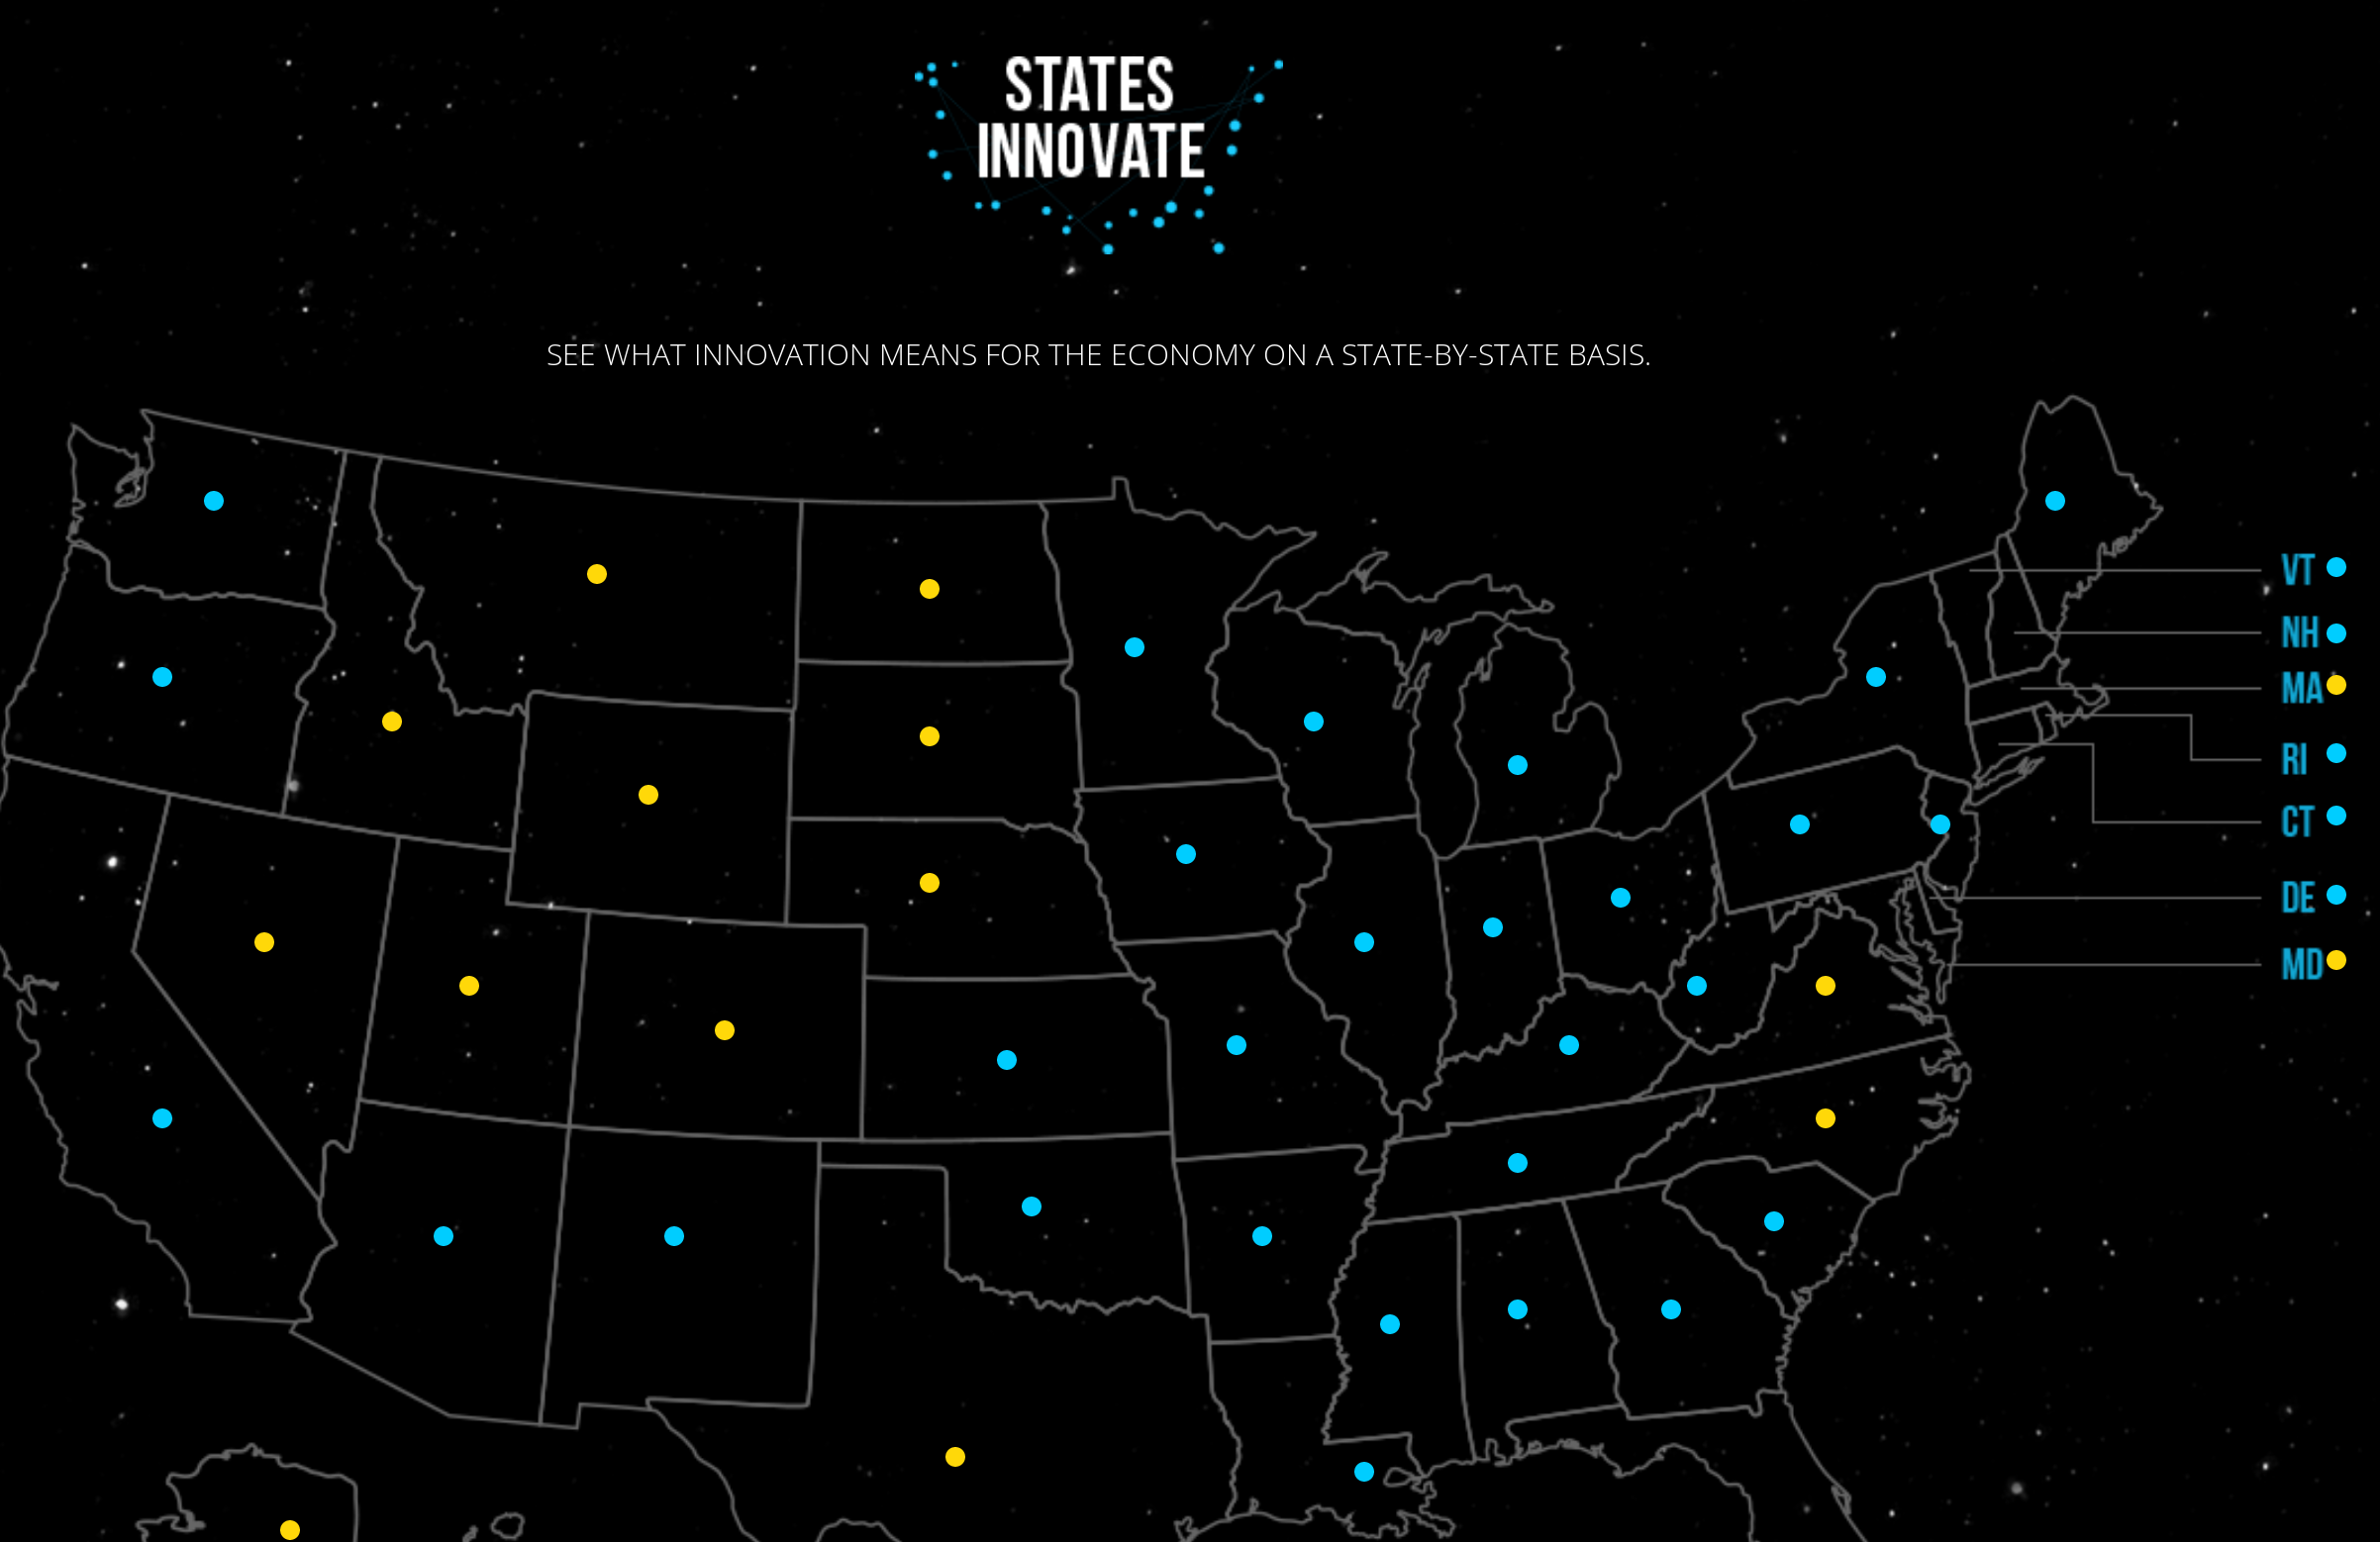 STATES
INNOVATE
SEE WHAT INNOVATION MEANS FOR THE ECONOMY ON A STATE-BY-STATE BASIS.
VT
NH
MA
RI
CT
DE
MD